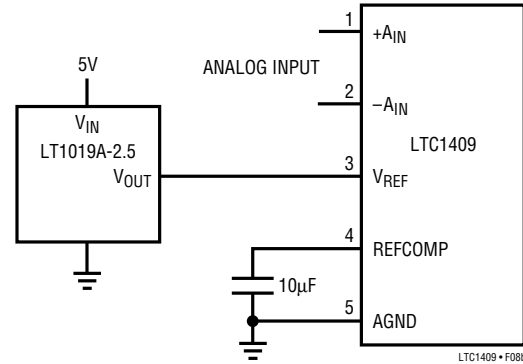 1
+AIN
5V
ANALOG INPUT
2
–AIN
VIN
LT1019A-2.5
LTC1409
VOUT
3
VREF
4
REFCOMP
10µF
5
AGND
LTC1409 • F08b